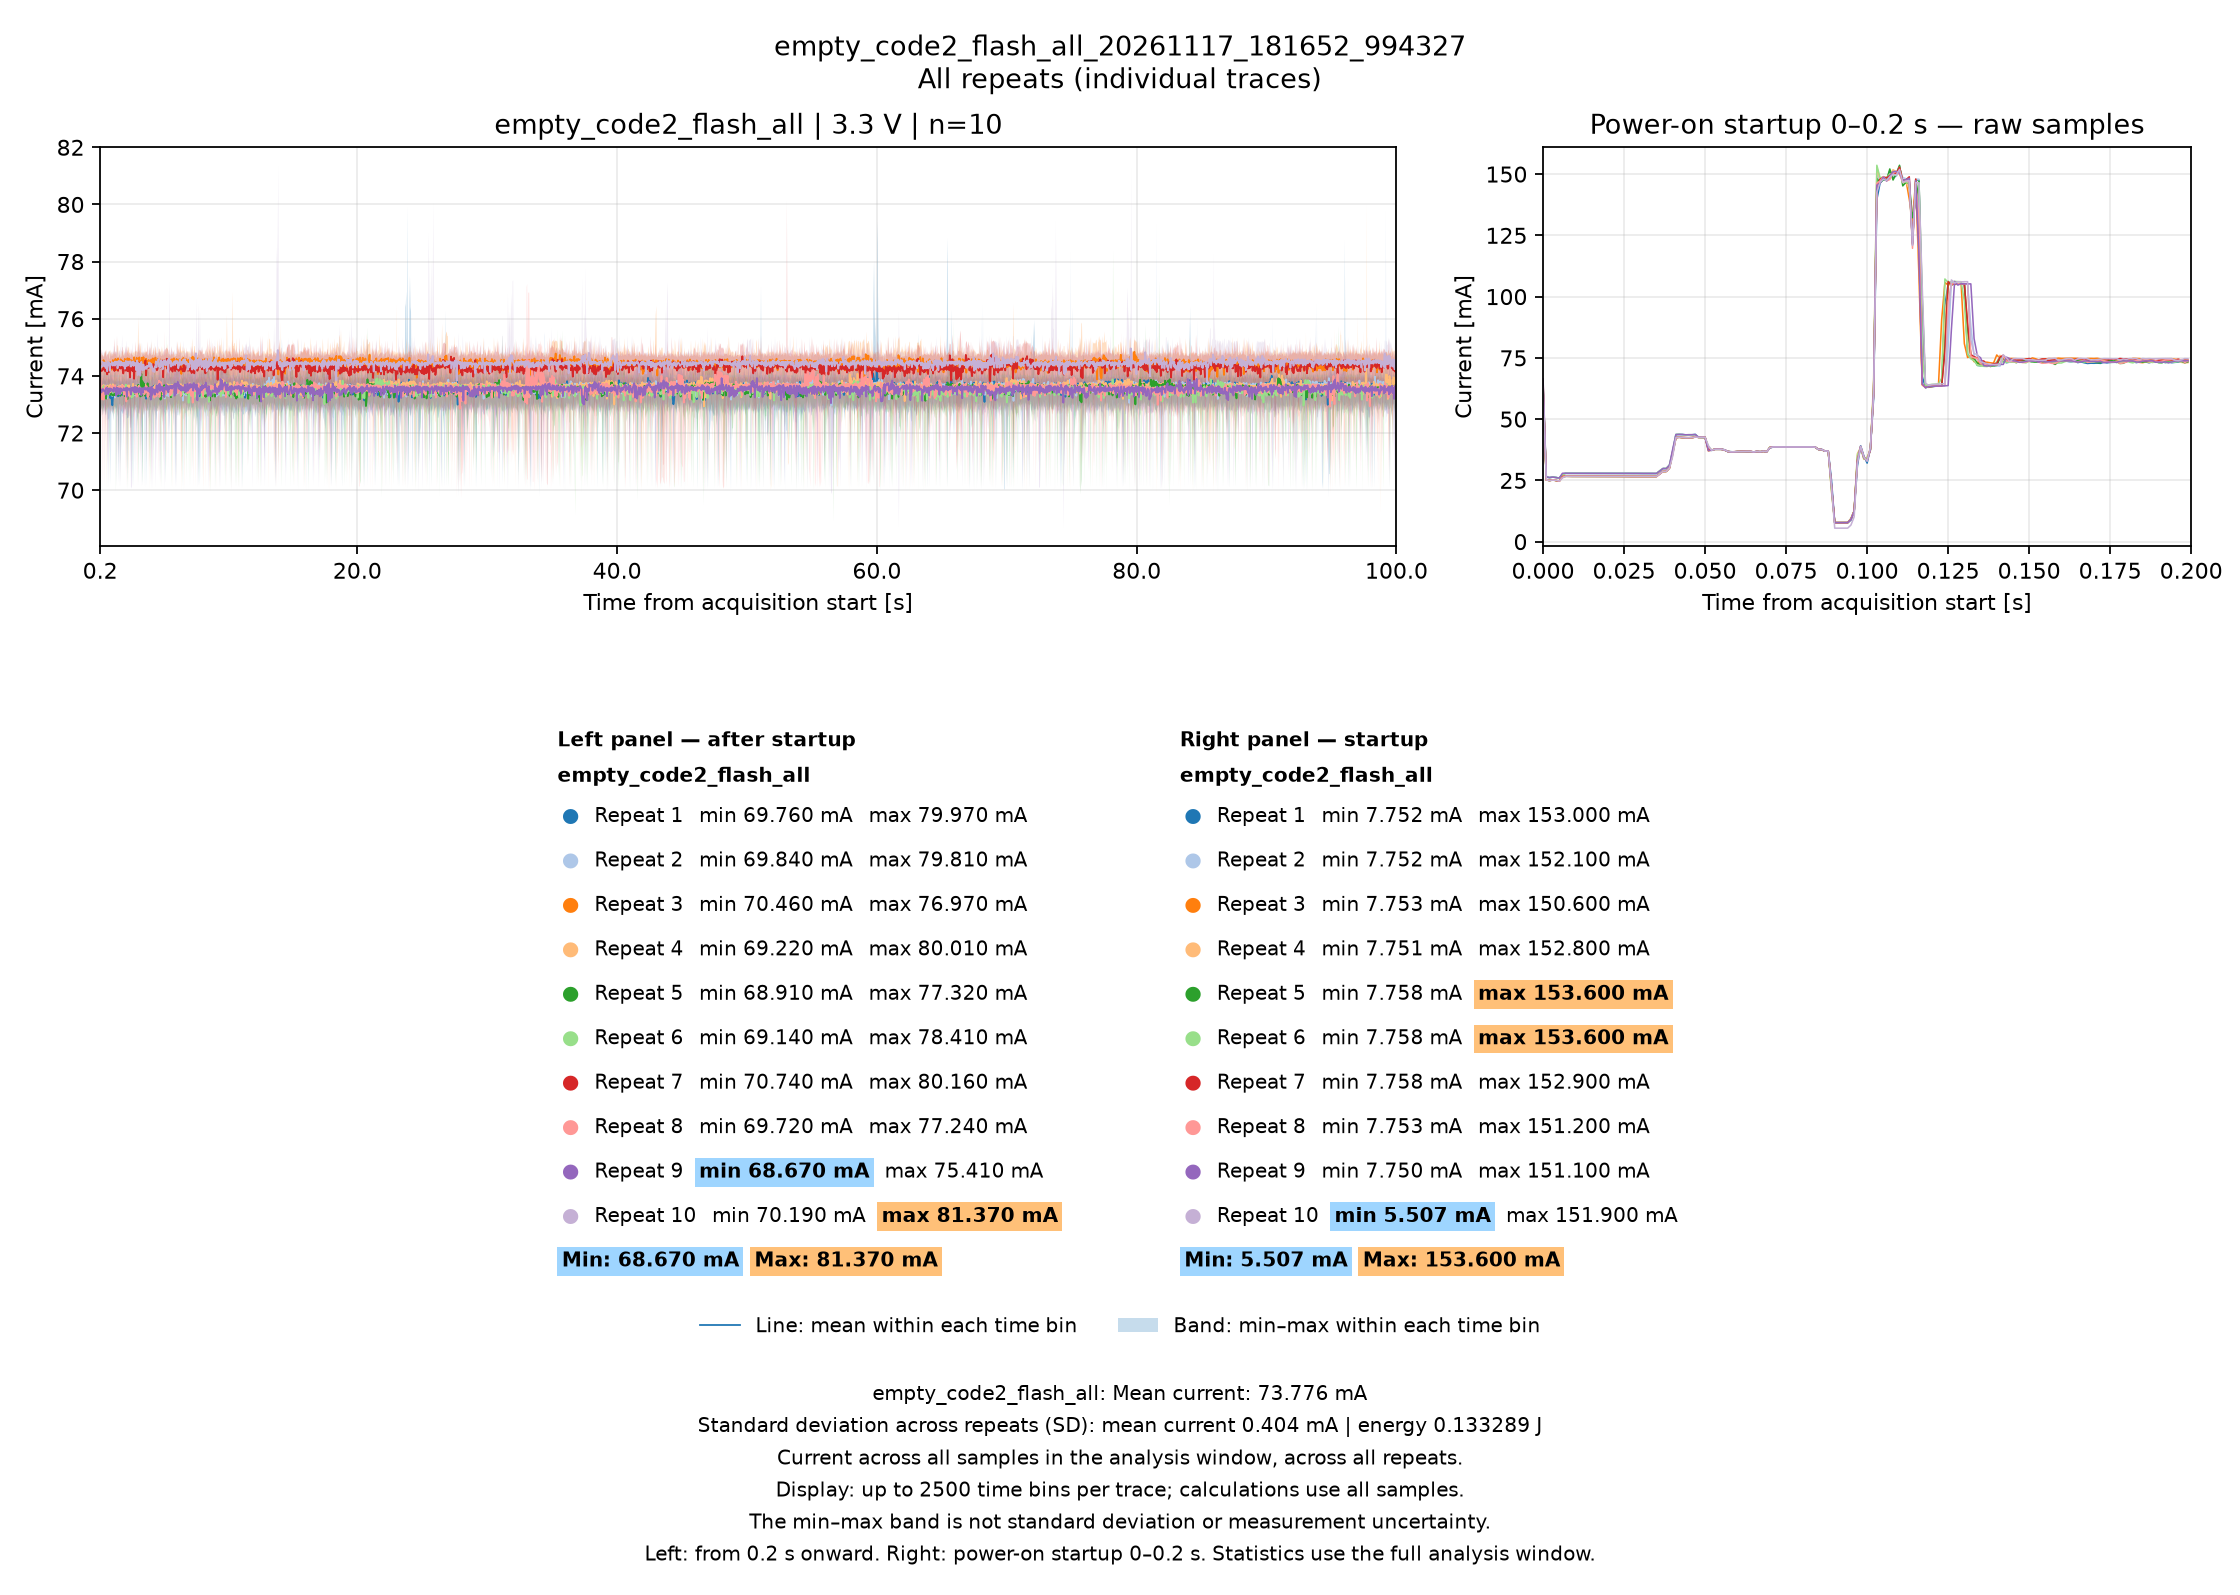 empty_code2_flash_all_20261117_181652_994327
All repeats (individual traces)
empty_code2_flash_all | 3.3 V | n=10
82
80
78
76
74
72
70
Current [mA]
0.2 20.0 40.0 60.0 80.0 100.0
Time from acquisition start [s]
Power-on startup 0–0.2 s — raw samples
150
125
100
75
50
25
0
Current [mA]
0.000 0.025 0.050 0.075 0.100 0.125 0.150 0.175 0.200
Time from acquisition start [s]
Left panel — after startup
empty_code2_flash_all
Repeat 1 min 69.760 mA max 79.970 mA
Repeat 2 min 69.840 mA max 79.810 mA
Repeat 3 min 70.460 mA max 76.970 mA
Repeat 4 min 69.220 mA max 80.010 mA
Repeat 5 min 68.910 mA max 77.320 mA
Repeat 6 min 69.140 mA max 78.410 mA
Repeat 7 min 70.740 mA max 80.160 mA
Repeat 8 min 69.720 mA max 77.240 mA
Repeat 9 min 68.670 mA max 75.410 mA
Repeat 10 min 70.190 mA max 81.370 mA
Min: 68.670 mA Max: 81.370 mA
Right panel — startup
empty_code2_flash_all
Repeat 1 min 7.752 mA max 153.000 mA
Repeat 2 min 7.752 mA max 152.100 mA
Repeat 3 min 7.753 mA max 150.600 mA
Repeat 4 min 7.751 mA max 152.800 mA
Repeat 5 min 7.758 mA max 153.600 mA
Repeat 6 min 7.758 mA max 153.600 mA
Repeat 7 min 7.758 mA max 152.900 mA
Repeat 8 min 7.753 mA max 151.200 mA
Repeat 9 min 7.750 mA max 151.100 mA
Repeat 10 min 5.507 mA max 151.900 mA
Min: 5.507 mA Max: 153.600 mA
Line: mean within each time bin
Band: min–max within each time bin
empty_code2_flash_all: Mean current: 73.776 mA
Standard deviation across repeats (SD): mean current 0.404 mA | energy 0.133289 J
Current across all samples in the analysis window, across all repeats.
Display: up to 2500 time bins per trace; calculations use all samples.
The min–max band is not standard deviation or measurement uncertainty.
Left: from 0.2 s onward. Right: power-on startup 0–0.2 s. Statistics use the full analysis window.